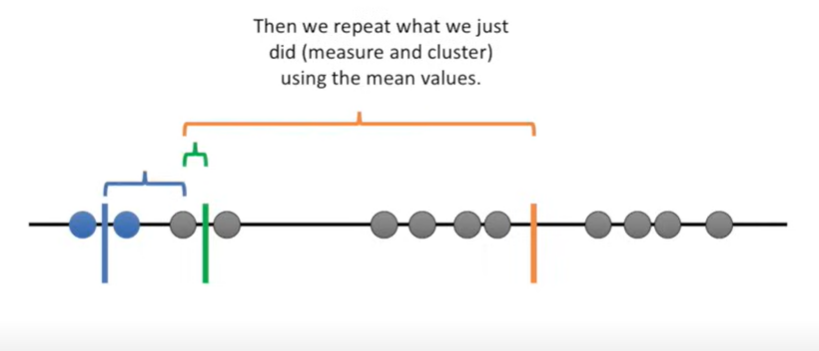 Then we repeat what we just
did (measure and cluster)
using the mean values.